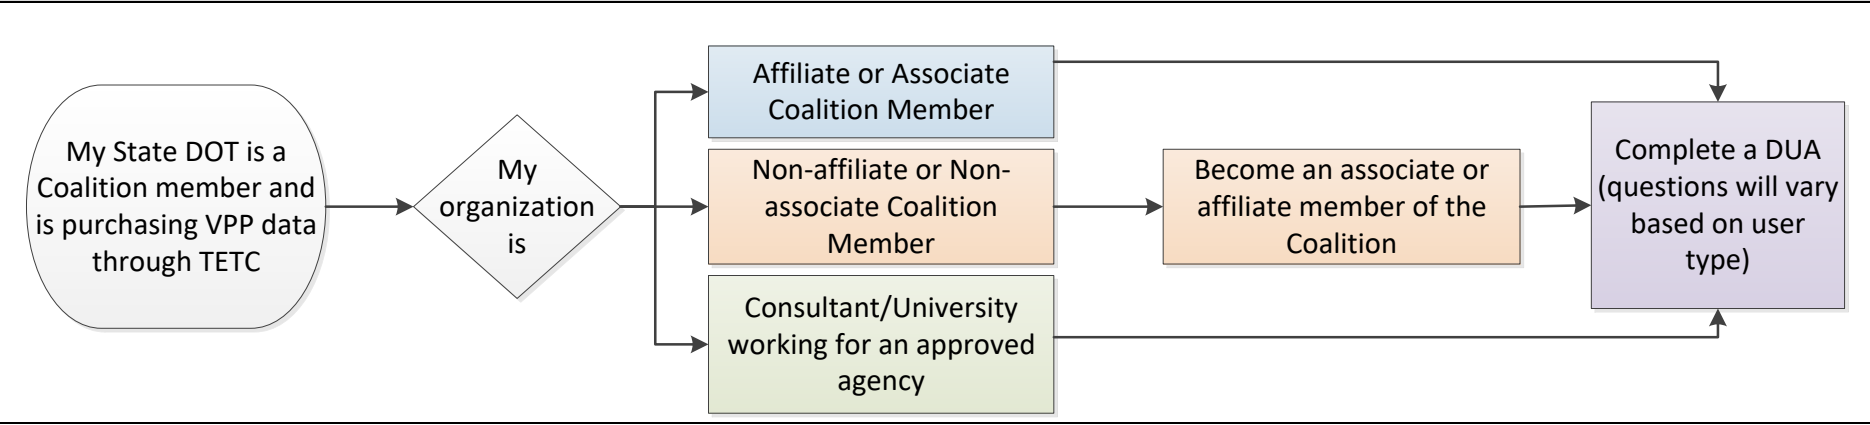 My State DOT is a
Coalition member and
is purchasing VPP data
through TETC
My
organization
is
Affiliate or Associate
Coalition Member
Non-affiliate or Non-
associate Coalition
Member
Consultant/University
working for an approved
agency
Become an associate or
affiliate member of the
Coalition
Complete a DUA
(questions will vary
based on user
type)